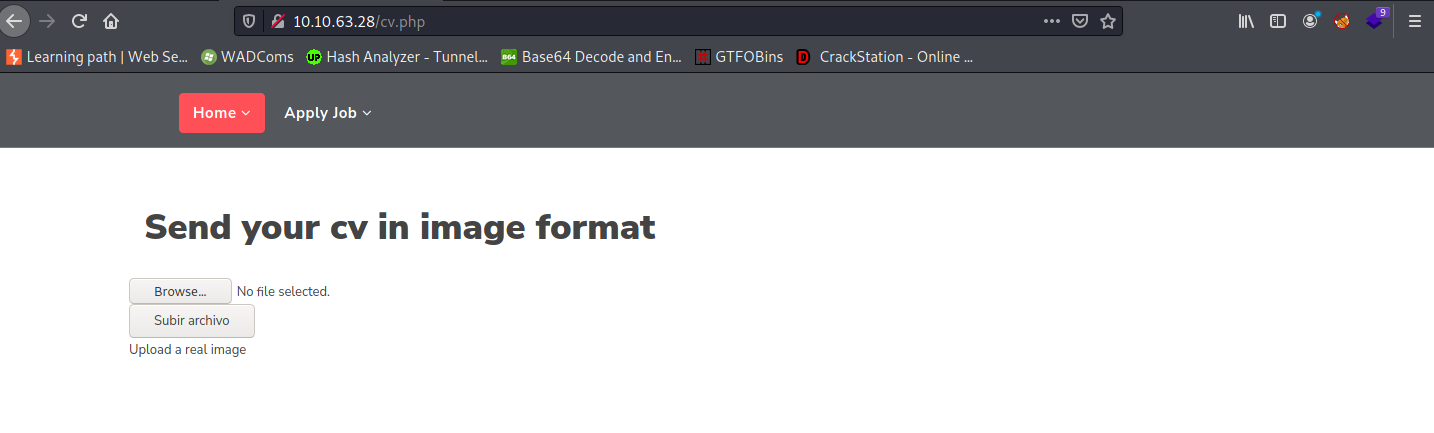 10.10.63.28/cv.php
9
Learning path | Web Se... WADComs Hash Analyzer - Tunnel... Base64 Decode and En... GTFOBins CrackStation - Online ...
Home Apply Job
Send your cv in image format
Browse... No file selected.
Subir archivo
Upload a real image